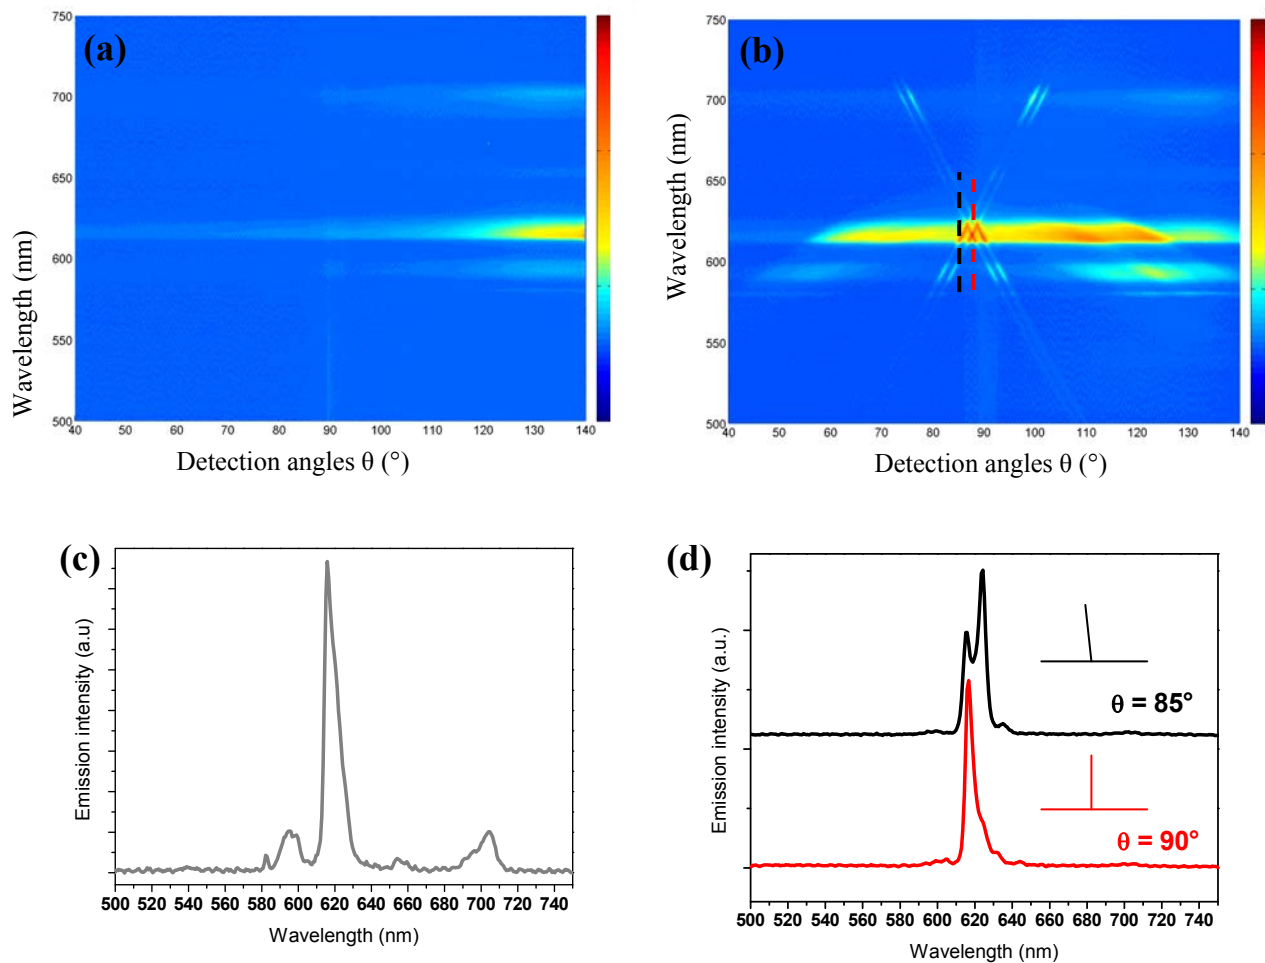 (a)
750
700
650
600
550
500
40 50 60 70 80 90 100 110 120 130 140
Wavelength (nm)
Detection angles θ (°)
(b)
750
700
650
600
550
500
40 50 60 70 80 90 100 110 120 130 140
Wavelength (nm)
Detection angles θ (°)
(c)
Emission intensity (a.u)
500 520 540 560 580 600 620 640 660 680 700 720 740
Wavelength (nm)
(d)
Emission intensity (a.u.)
θ = 85°
θ = 90°
500 520 540 560 580 600 620 640 660 680 700 720 740
Wavelength (nm)